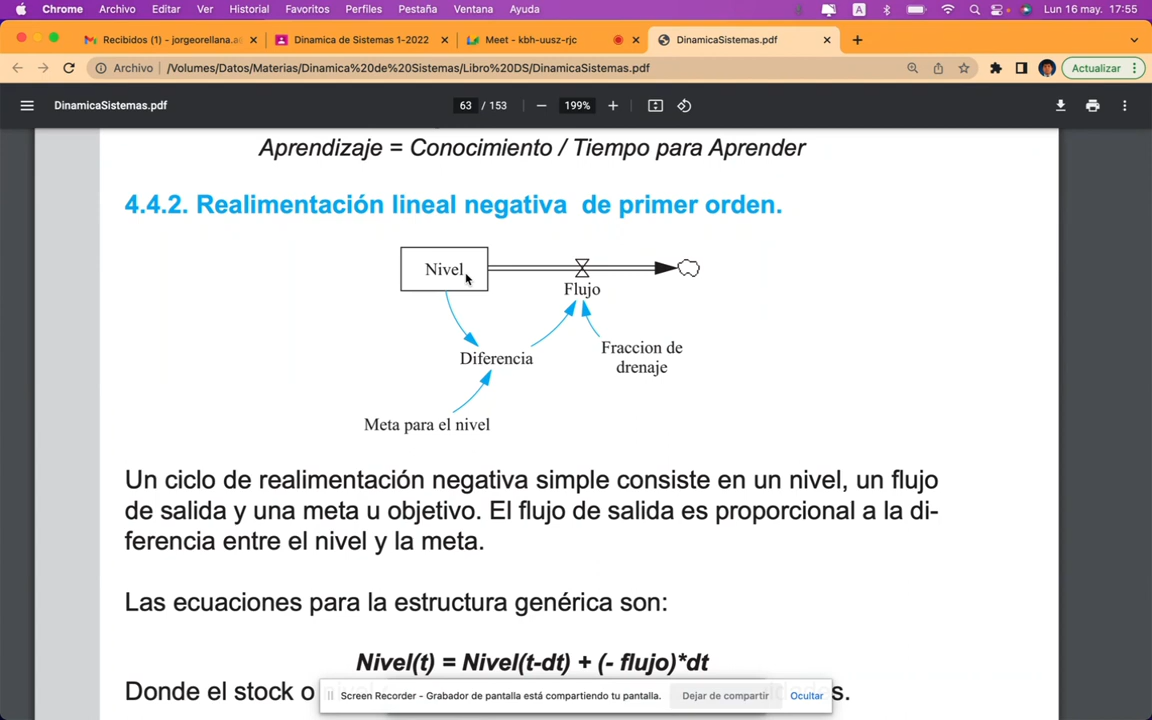 Chrome Archivo Editar Ver Historial Favoritos Perfiles Pestaña Ventana Ayuda A Lun 16 may. 17:55
Recibidos (1) - jorgeorellana.a Dinamica de Sistemas 1-2022 Meet - kbh-uusz-rjc DinamicaSistemas.pdf
Archivo /Volumes/Datos/Materias/Dinamica%20de%20Sistemas/Libro%20DS/DinamicaSistemas.pdf Actualizar
DinamicaSistemas.pdf 63 / 153 199%
Aprendizaje = Conocimiento / Tiempo para Aprender
4.4.2. Realimentación lineal negativa de primer orden.
Nivel
Flujo
Diferencia
Fraccion de
drenaje
Meta para el nivel
Un ciclo de realimentación negativa simple consiste en un nivel, un flujo
de salida y una meta u objetivo. El flujo de salida es proporcional a la di-
ferencia entre el nivel y la meta.
Las ecuaciones para la estructura genérica son:
Nivel(t) = Nivel(t-dt) + (- flujo)*dt
Donde el stock o s.
Screen Recorder - Grabador de pantalla está compartiendo tu pantalla. Dejar de compartir Ocultar